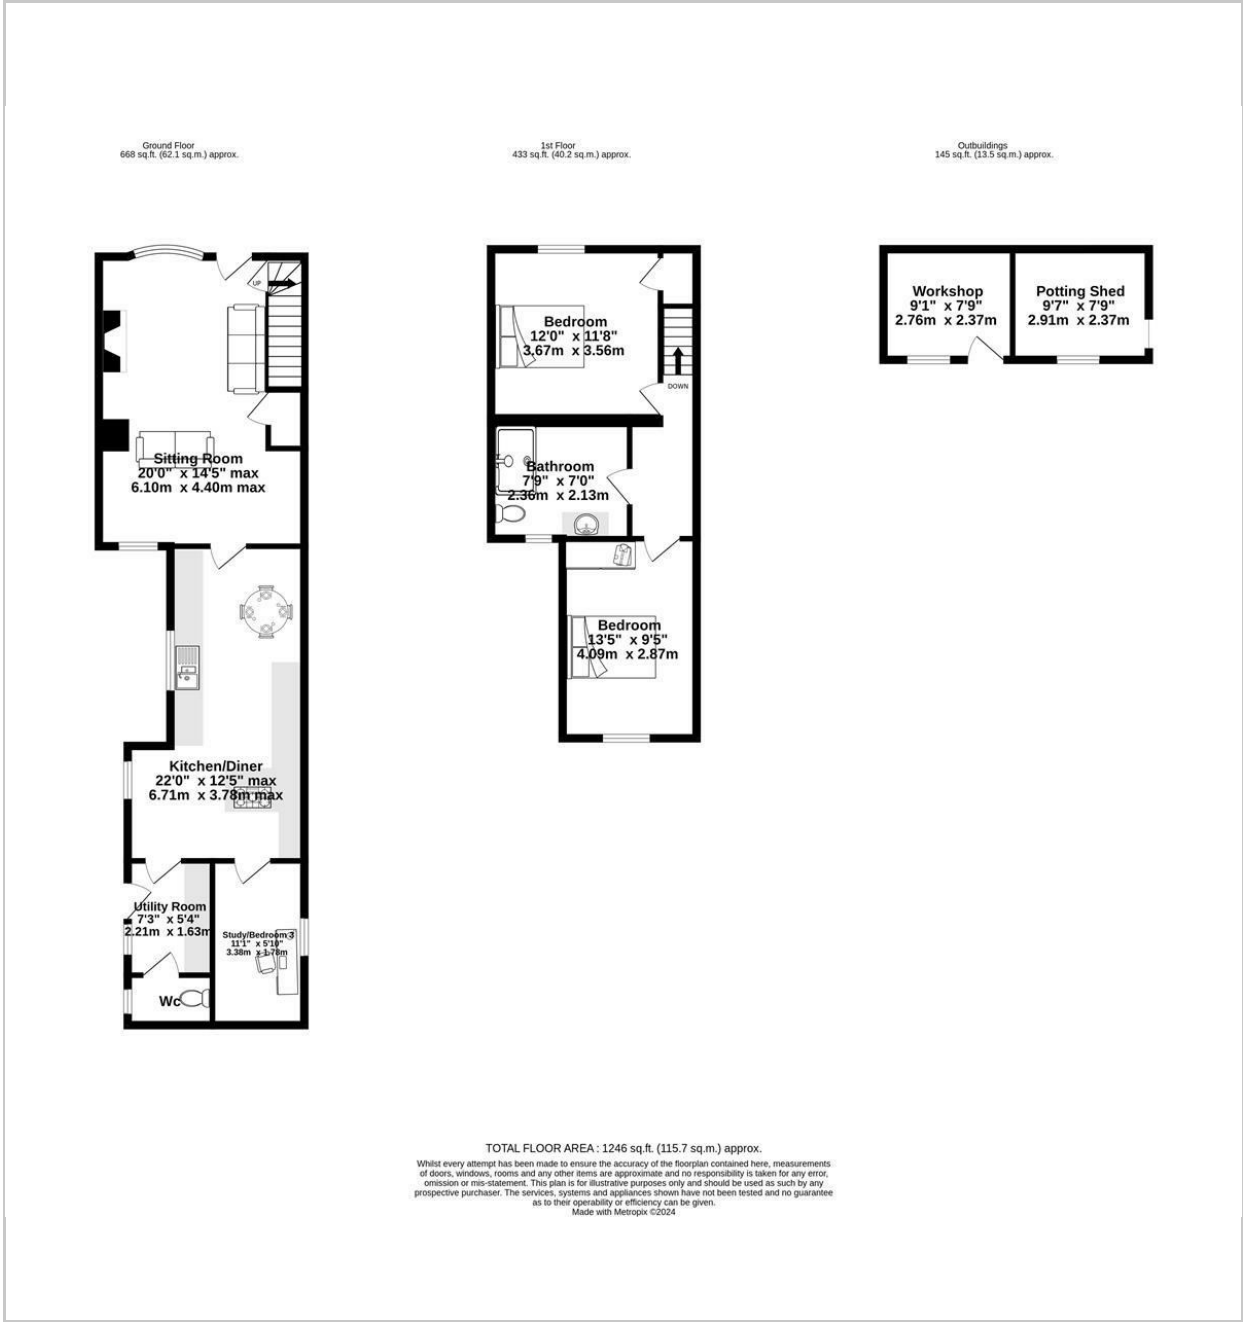 Ground Floor
668 sq.ft. (62.1 sq.m.) approx.
UP
Sitting Room
20'0" x 14'5" max
6.10m x 4.40m max
Kitchen/Diner
22'0" x 12'5" max
6.71m x 3.78m max
Utility Room
7'3" x 5'4"
2.21m x 1.63m
Study/Bedroom 3
11'1" x 5'10"
3.38m x 1.78m
Wc
1st Floor
433 sq.ft. (40.2 sq.m.) approx.
Bedroom
12'0" x 11'8"
3.67m x 3.56m
DOWN
Bathroom
7'9" x 7'0"
2.36m x 2.13m
Bedroom
13'5" x 9'5"
4.09m x 2.87m
Outbuildings
145 sq.ft. (13.5 sq.m.) approx.
Workshop
9'1" x 7'9"
2.76m x 2.37m
Potting Shed
9'7" x 7'9"
2.91m x 2.37m
TOTAL FLOOR AREA : 1246 sq.ft. (115.7 sq.m.) approx.
Whilst every attempt has been made to ensure the accuracy of the floorplan contained here, measurements
of doors, windows, rooms and any other items are approximate and no responsibility is taken for any error,
omission or mis-statement. This plan is for illustrative purposes only and should be used as such by any
prospective purchaser. The services, systems and appliances shown have not been tested and no guarantee
as to their operability or efficiency can be given.
Made with Metropix ©2024